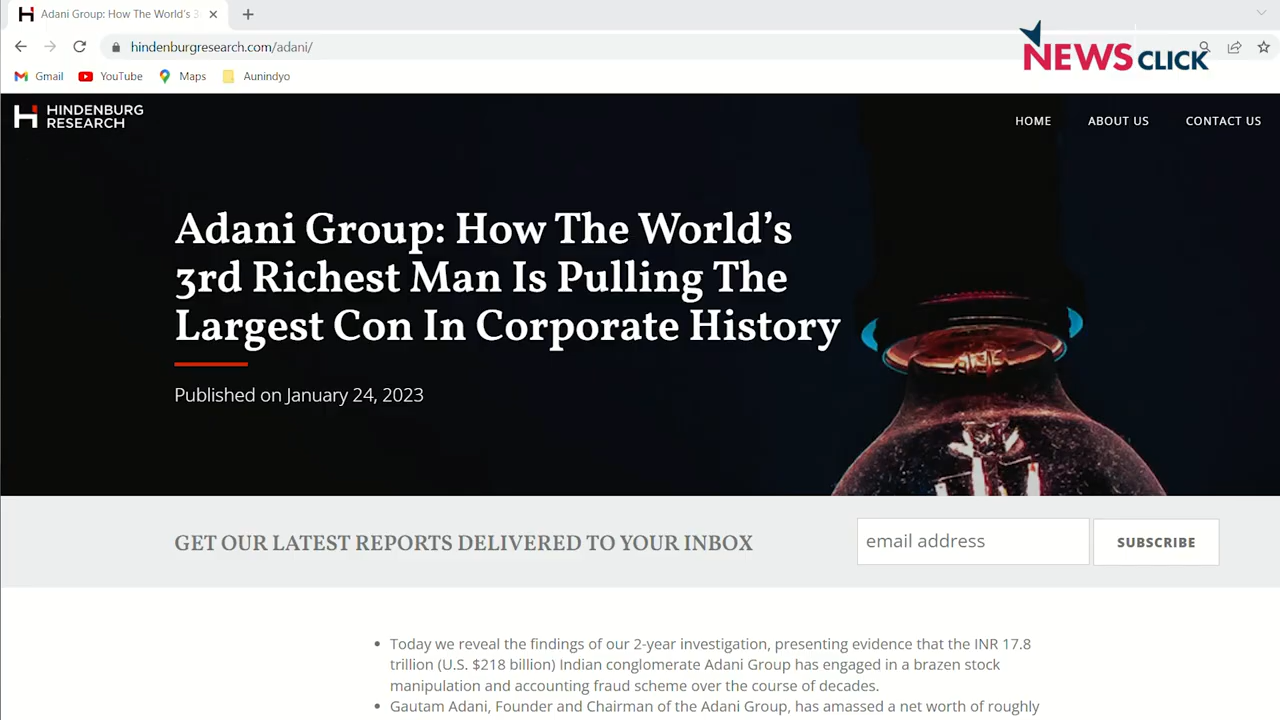 Adani Group: How The World's 3
hindenburgresearch.com/adani/
NEWS CLICK
Gmail YouTube Maps Aunindyo
HINDENBURG
RESEARCH
HOME ABOUT US CONTACT US
Adani Group: How The World’s
3rd Richest Man Is Pulling The
Largest Con In Corporate History
Published on January 24, 2023
GET OUR LATEST REPORTS DELIVERED TO YOUR INBOX
email address
SUBSCRIBE
Today we reveal the findings of our 2-year investigation, presenting evidence that the INR 17.8
trillion (U.S. $218 billion) Indian conglomerate Adani Group has engaged in a brazen stock
manipulation and accounting fraud scheme over the course of decades.
Gautam Adani, Founder and Chairman of the Adani Group, has amassed a net worth of roughly